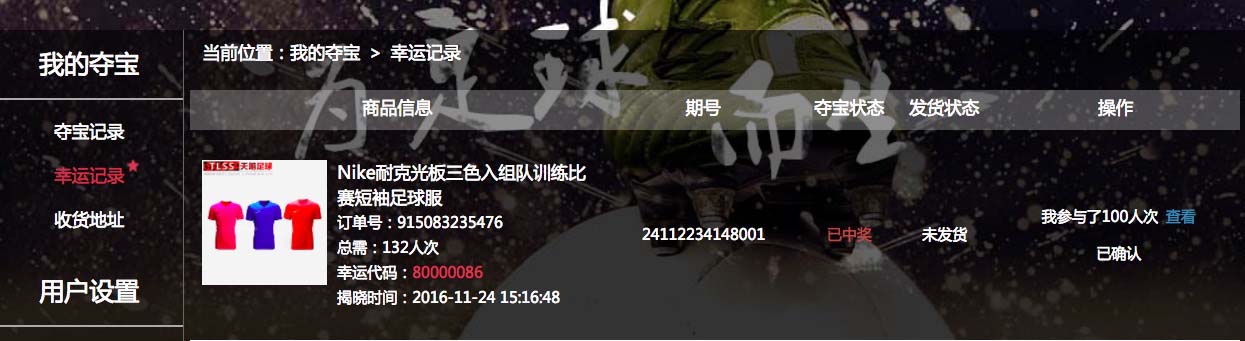 为足球
而生
我的夺宝
夺宝记录
幸运记录
收货地址
用户设置
当前位置：我的夺宝 > 幸运记录
商品信息 期号 夺宝状态 发货状态 操作
TLSS 天朗足球
Nike耐克光板三色入组队训练比
赛短袖足球服
订单号：915083235476
总需：132人次
幸运代码：80000086
揭晓时间：2016-11-24 15:16:48
24112234148001
已中奖
未发货
我参与了100人次 查看
已确认